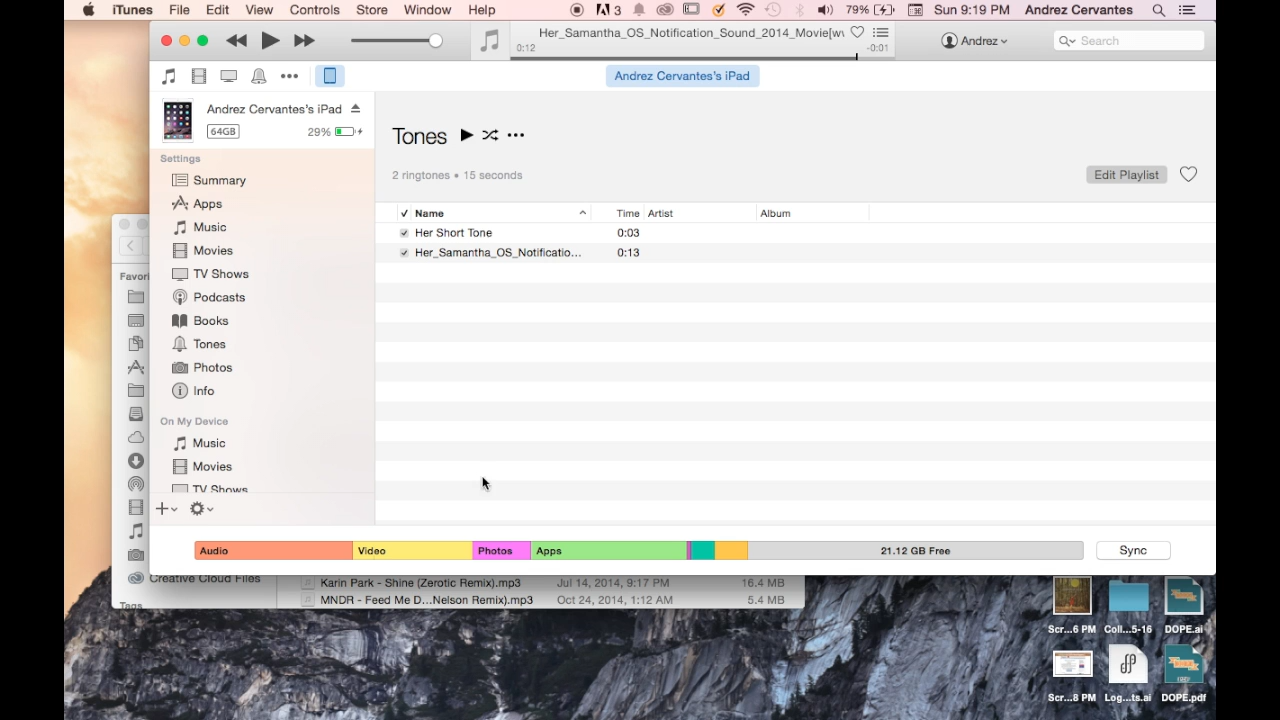 iTunes File Edit View Controls Store Window Help 3 79% Sun 9:19 PM Andrez Cervantes
Her_Samantha_OS_Notification_Sound_2014_Movie[w
0:12 -0:01
Andrez
Search
Andrez Cervantes's iPad
Andrez Cervantes's iPad
64GB 29%
Settings
Summary
Apps
Music
Movies
TV Shows
Podcasts
Books
Tones
Photos
Info
On My Device
Music
Movies
TV Shows
Tones
2 ringtones • 15 seconds
Edit Playlist
Name Time Artist Album
Her Short Tone 0:03
Her_Samantha_OS_Notificatio... 0:13
Audio Video Photos Apps 21.12 GB Free Sync
Favori
Creative Cloud Files
Tags
Karin Park - Shine (Zerotic Remix).mp3 Jul 14, 2014, 9:17 PM 16.4 MB
MNDR - Feed Me D...Nelson Remix).mp3 Oct 24, 2014, 1:12 AM 5.4 MB
Scr...6 PM Coll...5-16 DOPE.ai
Scr...8 PM Log...ts.ai DOPE.pdf